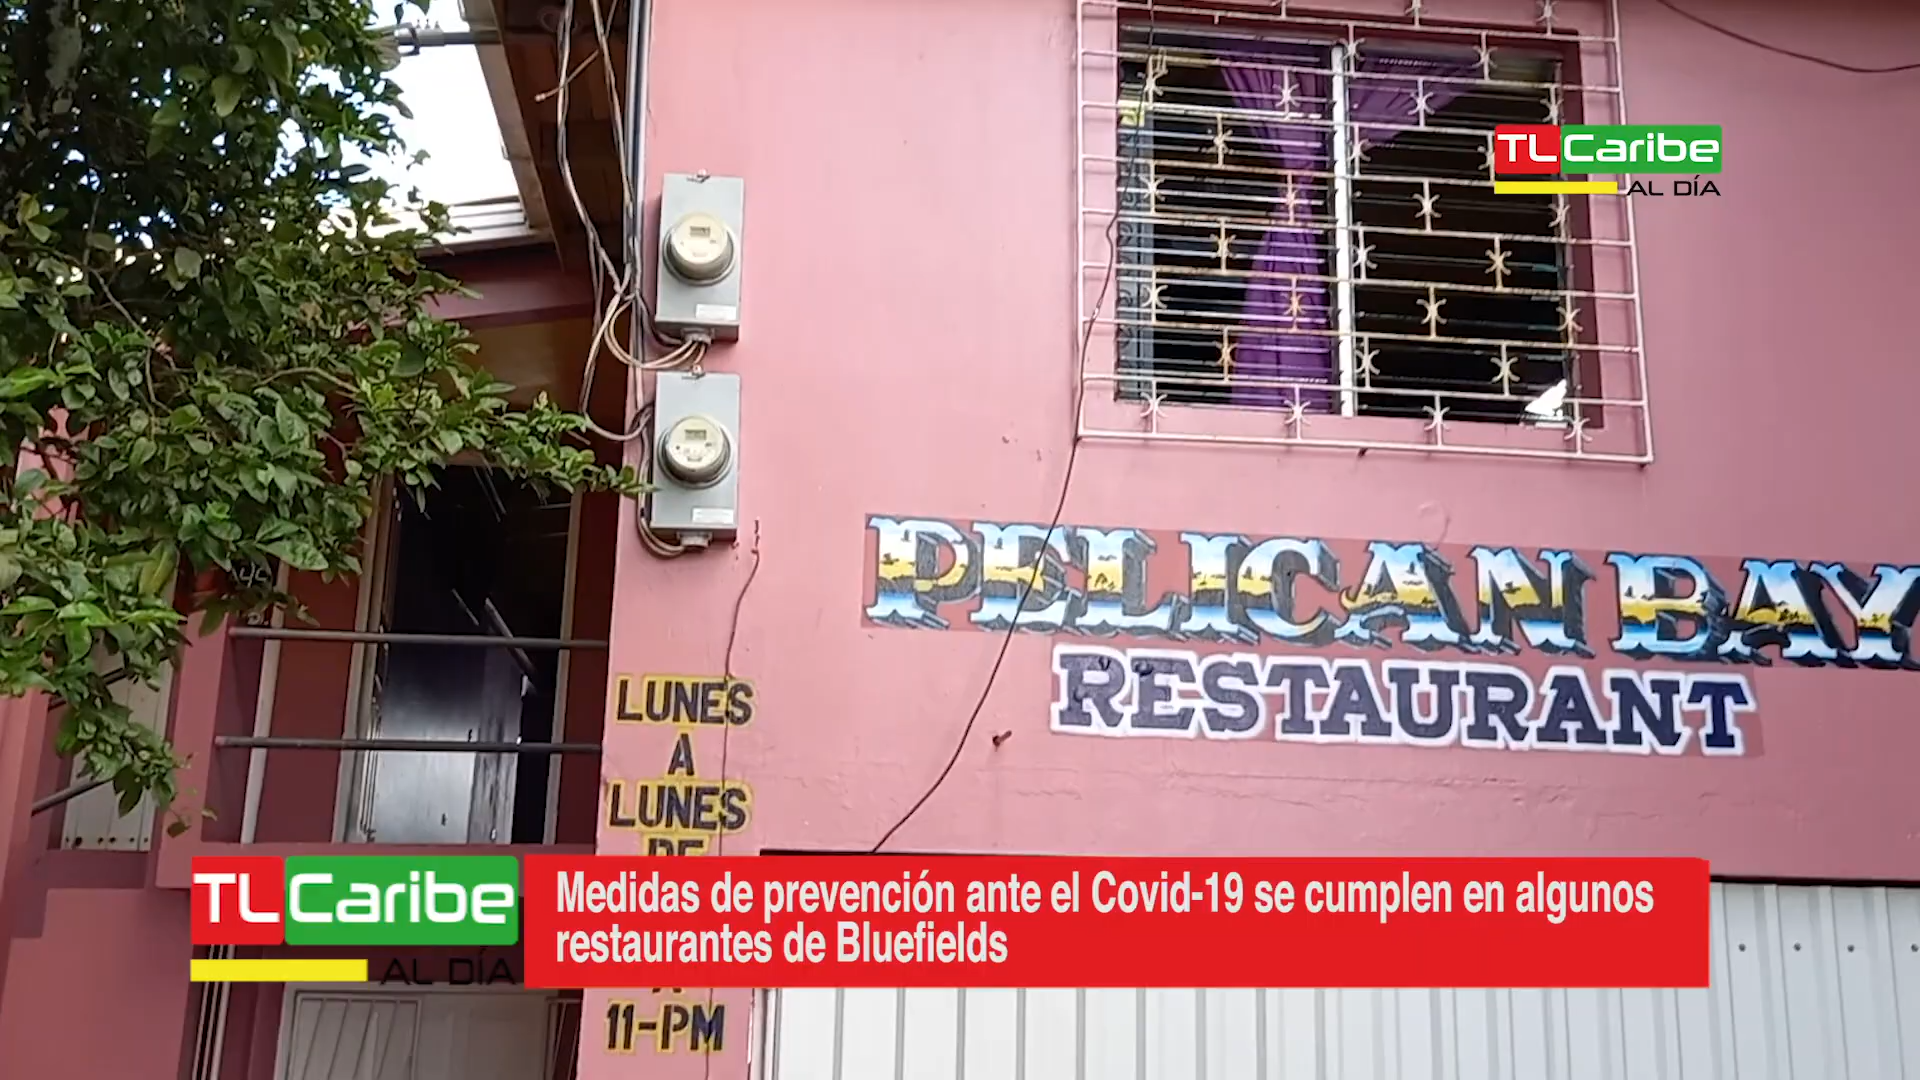 TLCaribe
AL DÍA
PELICAN BAY
RESTAURANT
LUNES
A
LUNES
DE
A
11-PM
TLCaribe
AL DÍA
Medidas de prevención ante el Covid-19 se cumplen en algunos
restaurantes de Bluefields